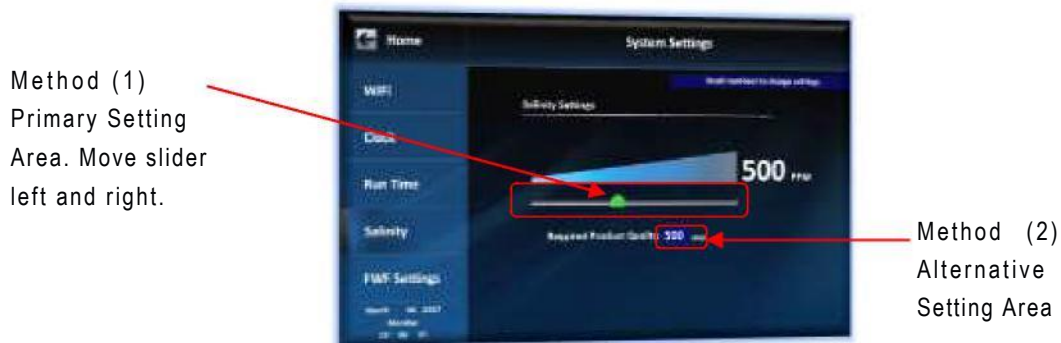 Home
System Settings
Method (1)
Primary Setting
Area. Move slider
left and right.
WiFi
Clock
Run Time
Salinity
FWF Settings
Salinity Settings
500 PPM
Required Product Quality 500
Method (2)
Alternative
Setting Area